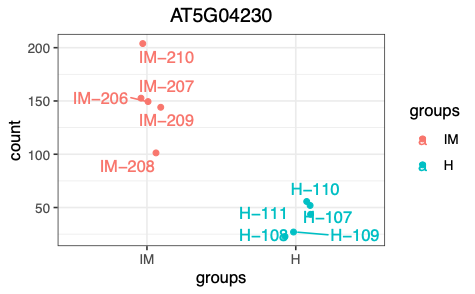 AT5G04230
count
200
150
100
50
IM−210
IM−207
IM−206
IM−209
IM−208
H−110
H−111
H−107
H−108
H−109
IM
H
groups
groups
a IM
a H